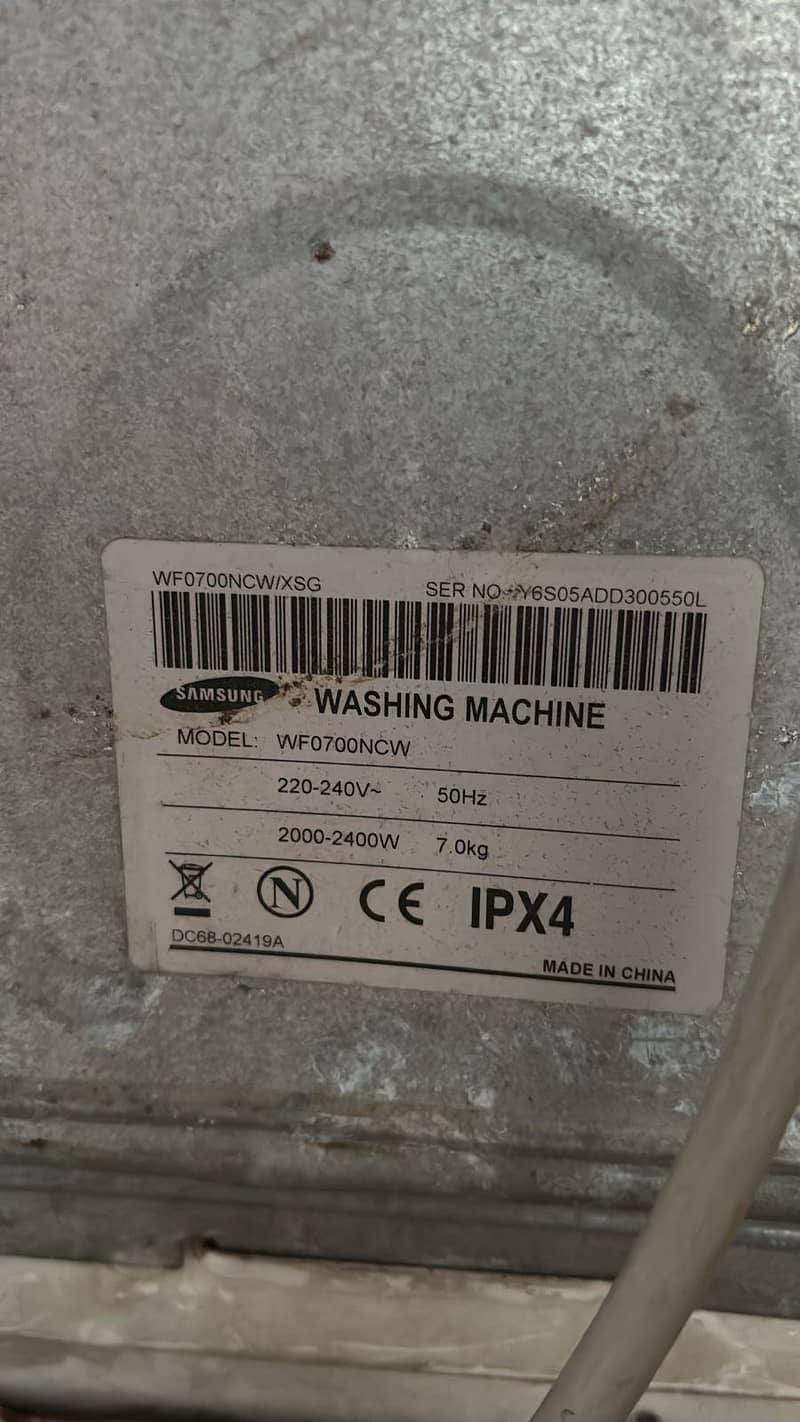 WF0700NCW/XSG SER NO. Y6S05ADD300550L
SAMSUNG WASHING MACHINE
MODEL: WF0700NCW
220-240V~ 50Hz
2000-2400W 7.0kg
N CE IPX4
DC68-02419A
MADE IN CHINA